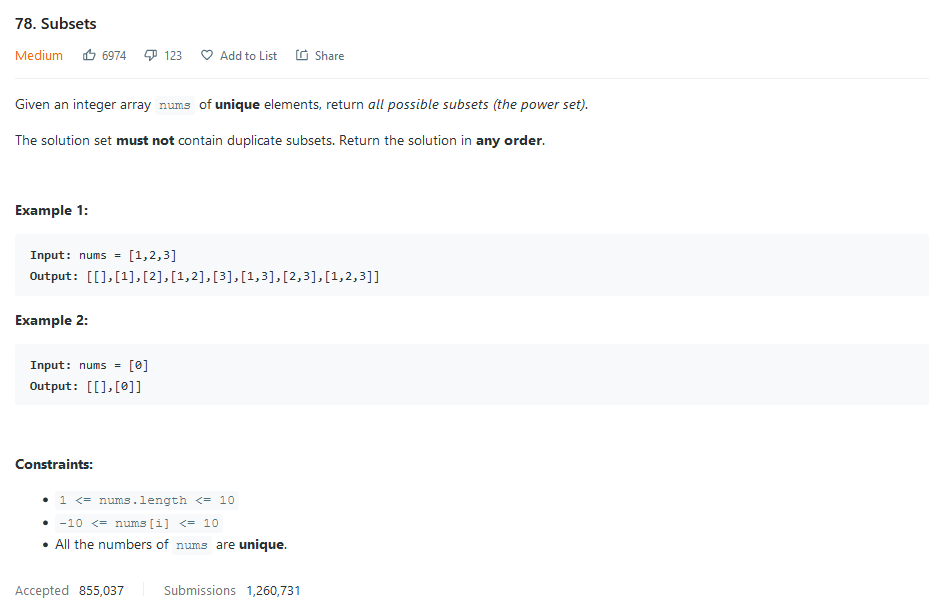 78. Subsets
Medium 6974 123 Add to List Share
Given an integer array nums of unique elements, return all possible subsets (the power set).
The solution set must not contain duplicate subsets. Return the solution in any order.
Example 1:
Input: nums = [1,2,3]
Output: [[],[1],[2],[1,2],[3],[1,3],[2,3],[1,2,3]]
Example 2:
Input: nums = [0]
Output: [[],[0]]
Constraints:
• 1 <= nums.length <= 10
• -10 <= nums[i] <= 10
• All the numbers of nums are unique.
Accepted 855,037 Submissions 1,260,731